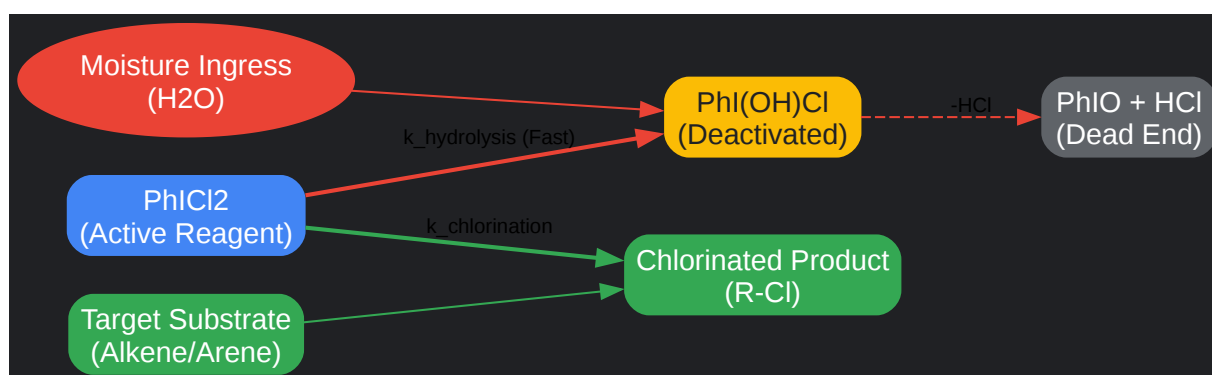 Moisture Ingress
(H2O)
PhI(OH)Cl
(Deactivated)
-HCl
PhIO + HCl
(Dead End)
k_hydrolysis (Fast)
PhICl2
(Active Reagent)
k_chlorination
Chlorinated Product
(R-Cl)
Target Substrate
(Alkene/Arene)